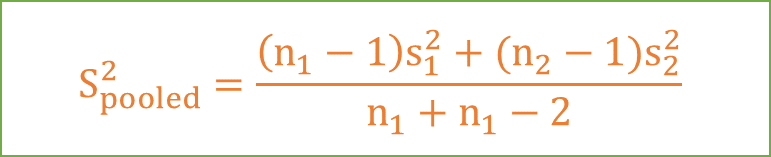 S²pooled = (n₁ − 1)s₁² + (n₂ − 1)s₂²
n₁ + n₁ − 2